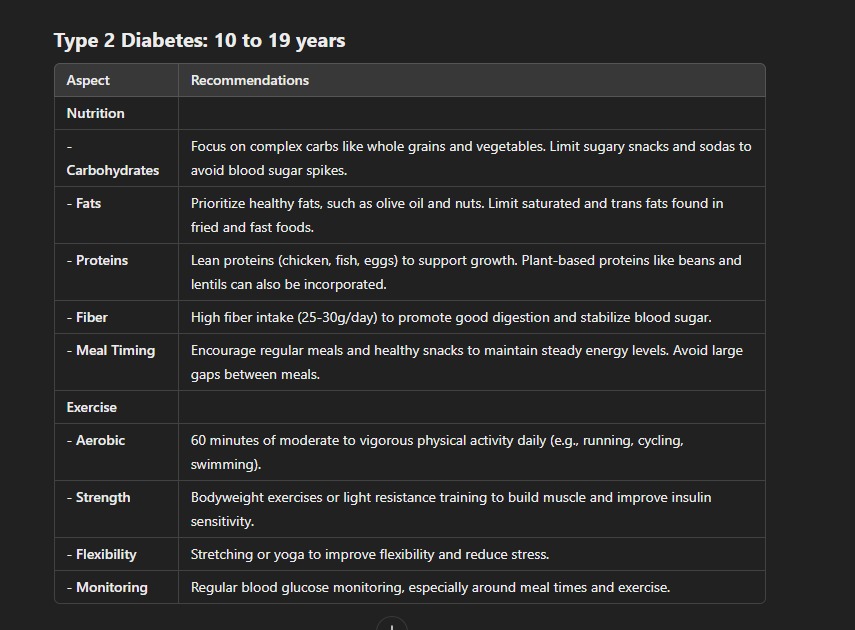 Type 2 Diabetes: 10 to 19 years
Aspect Recommendations
Nutrition
-
Carbohydrates
Focus on complex carbs like whole grains and vegetables. Limit sugary snacks and sodas to
avoid blood sugar spikes.
- Fats
Prioritize healthy fats, such as olive oil and nuts. Limit saturated and trans fats found in
fried and fast foods.
- Proteins
Lean proteins (chicken, fish, eggs) to support growth. Plant-based proteins like beans and
lentils can also be incorporated.
- Fiber
High fiber intake (25-30g/day) to promote good digestion and stabilize blood sugar.
- Meal Timing
Encourage regular meals and healthy snacks to maintain steady energy levels. Avoid large
gaps between meals.
Exercise
- Aerobic
60 minutes of moderate to vigorous physical activity daily (e.g., running, cycling,
swimming).
- Strength
Bodyweight exercises or light resistance training to build muscle and improve insulin
sensitivity.
- Flexibility
Stretching or yoga to improve flexibility and reduce stress.
- Monitoring
Regular blood glucose monitoring, especially around meal times and exercise.